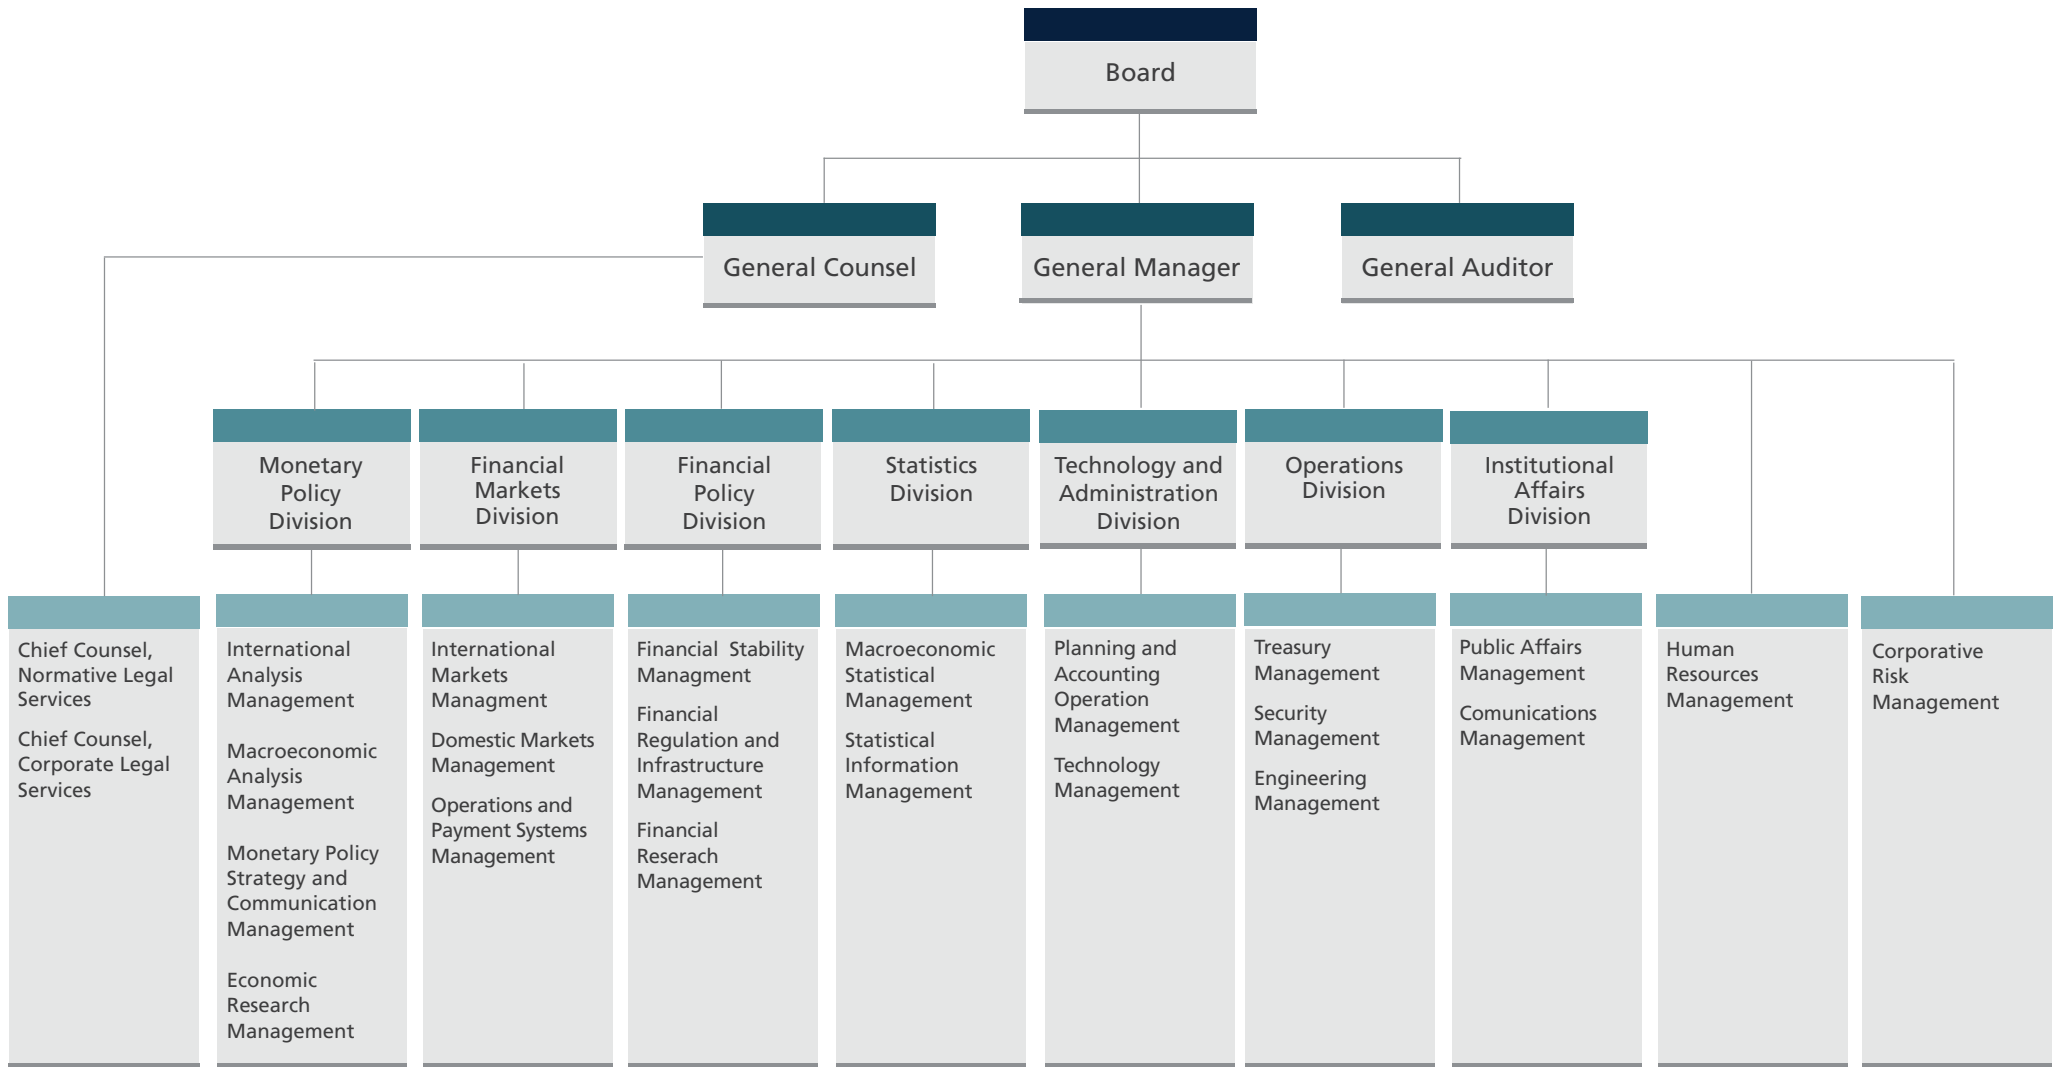 Board
General Counsel
General Manager
General Auditor
Monetary
Policy
Division
Financial
Markets
Division
Financial
Policy
Division
Statistics
Division
Technology and
Administration
Division
Operations
Division
Institutional
Affairs
Division
Chief Counsel,
Normative Legal
Services
Chief Counsel,
Corporate Legal
Services
International
Analysis
Management
Macroeconomic
Analysis
Management
Monetary Policy
Strategy and
Communication
Management
Economic
Research
Management
International
Markets
Managment
Domestic Markets
Management
Operations and
Payment Systems
Management
Financial Stability
Managment
Financial
Regulation and
Infrastructure
Management
Financial
Reserach
Management
Macroeconomic
Statistical
Management
Statistical
Information
Management
Planning and
Accounting
Operation
Management
Technology
Management
Treasury
Management
Security
Management
Engineering
Management
Public Affairs
Management
Comunications
Management
Human
Resources
Management
Corporative
Risk
Management